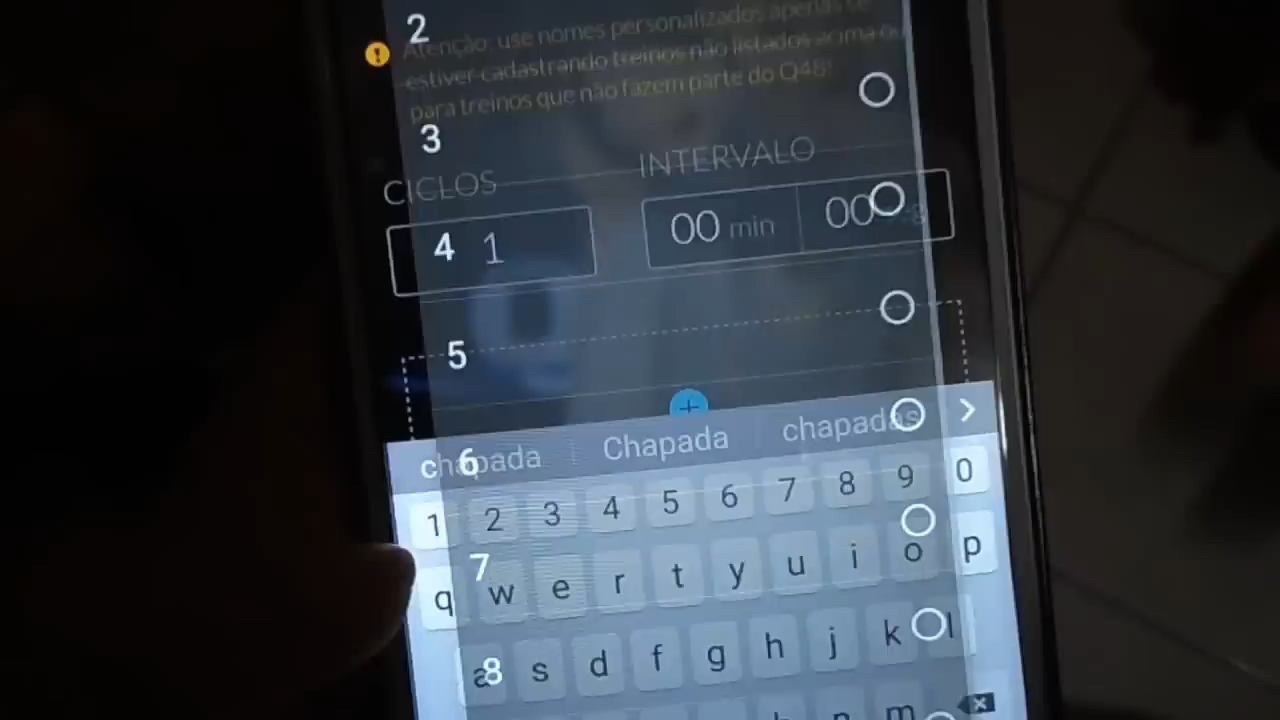 2
Atenção: use nomes personalizados apenas se
estiver cadastrando treinos não listados acima ou
para treinos que não fazem parte do Q48!
3
CICLOS INTERVALO
4 1 00 min 00
5
chapada Chapada chapadas
6
1 2 3 4 5 6 7 8 9 0
7
q w e r t y u i o p
8
a s d f g h j k l
m